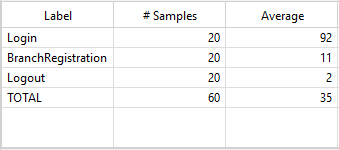 Label # Samples Average
Login 20 92
BranchRegistration 20 11
Logout 20 2
TOTAL 60 35